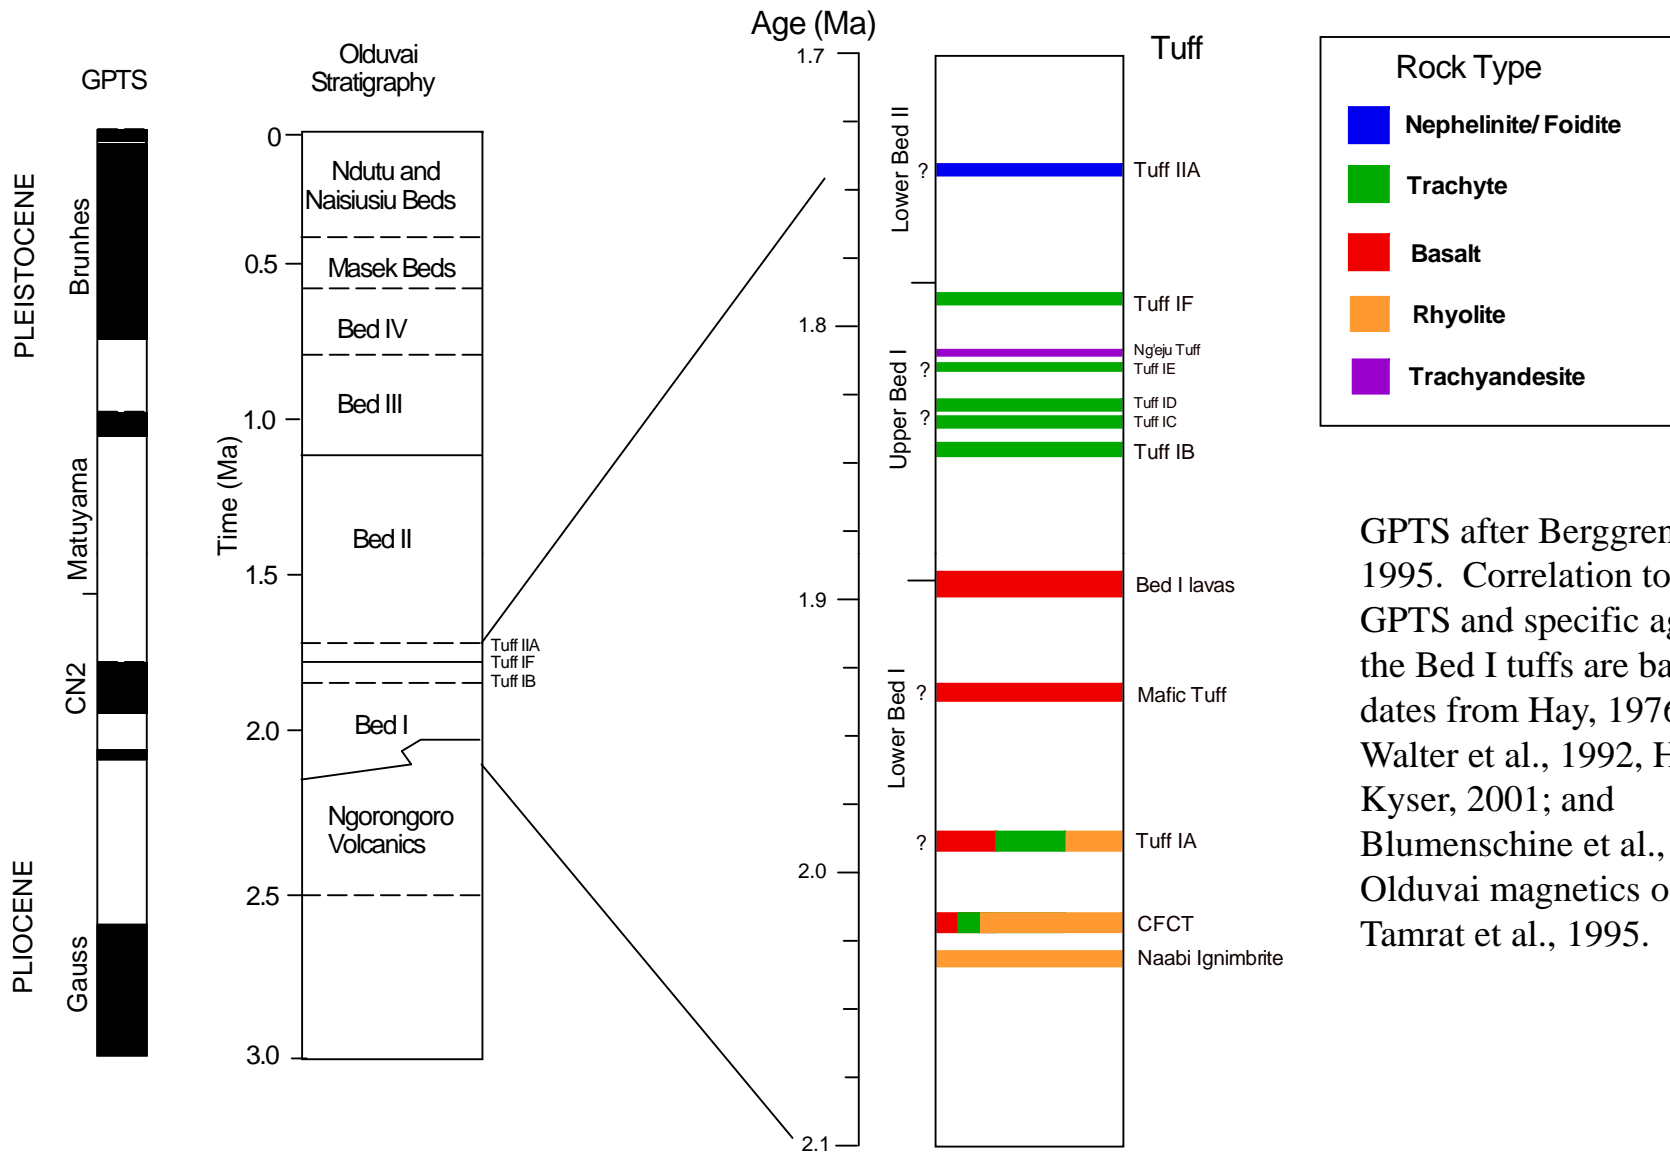 GPTS
PLEISTOCENE
PLIOCENE
Brunhes
Matuyama
CN2
Gauss
Olduvai
Stratigraphy
Time (Ma)
0
0.5
1.0
1.5
2.0
2.5
3.0
Ndutu and
Naisiusiu Beds
Masek Beds
Bed IV
Bed III
Bed II
Bed I
Ngorongoro
Volcanics
Tuff IIA
Tuff IF
Tuff IB
Age (Ma)
1.7
1.8
1.9
2.0
2.1
Lower Bed II
Upper Bed I
Lower Bed I
?
?
?
?
?
Tuff
Tuff IIA
Tuff IF
Ng'eju Tuff
Tuff IE
Tuff ID
Tuff IC
Tuff IB
Bed I lavas
Mafic Tuff
Tuff IA
CFCT
Naabi Ignimbrite
Rock Type
Nephelinite/ Foidite
Trachyte
Basalt
Rhyolite
Trachyandesite
GPTS after Berggren
1995. Correlation to
GPTS and specific
the Bed I tuffs are
dates from Hay, 1976
Walter et al., 1992,
Kyser, 2001; and
Blumenschine et al.,
Olduvai magnetics
Tamrat et al., 1995.